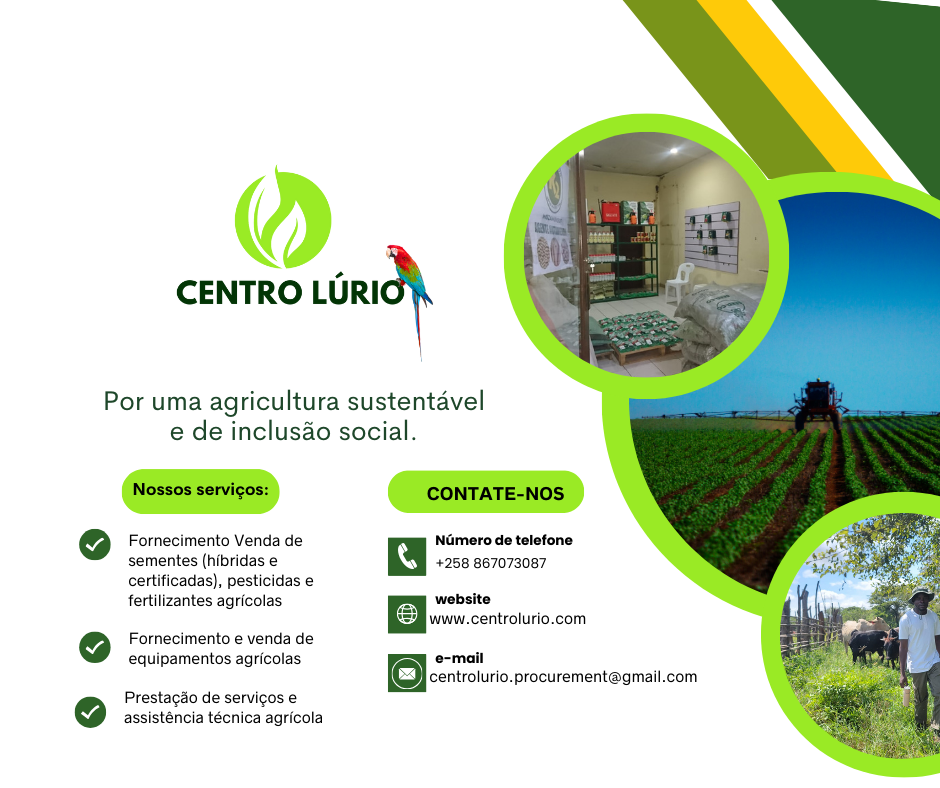 CENTRO LÚRIO
Por uma agricultura sustentável
e de inclusão social.
Nossos serviços:
Fornecimento Venda de
sementes (híbridas e
certificadas), pesticidas e
fertilizantes agrícolas
Fornecimento e venda de
equipamentos agrícolas
Prestação de serviços e
assistência técnica agrícola
CONTATE-NOS
Número de telefone
+258 867073087
website
www.centrolurio.com
e-mail
centrolurio.procurement@gmail.com